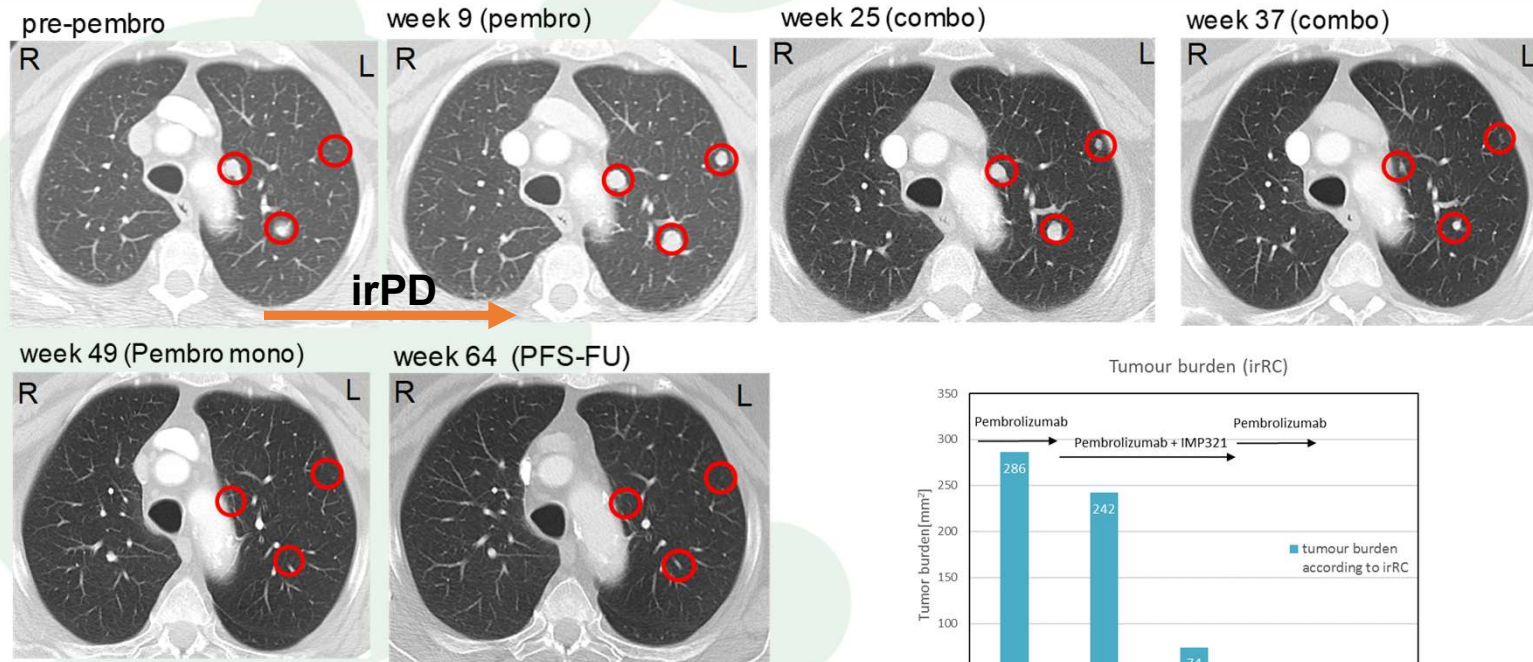 pre-pembro
week 9 (pembro)
week 25 (combo)
week 37 (combo)
R
L
R
L
R
L
R
L
irPD
week 49 (Pembro mono)
week 64 (PFS-FU)
R
L
R
L
Tumour burden (irRC)
350
300
250
200
150
100
Tumor burden[mm²]
Pembrolizumab
Pembrolizumab + IMP321
Pembrolizumab
286
242
74
tumour burden
according to irRC